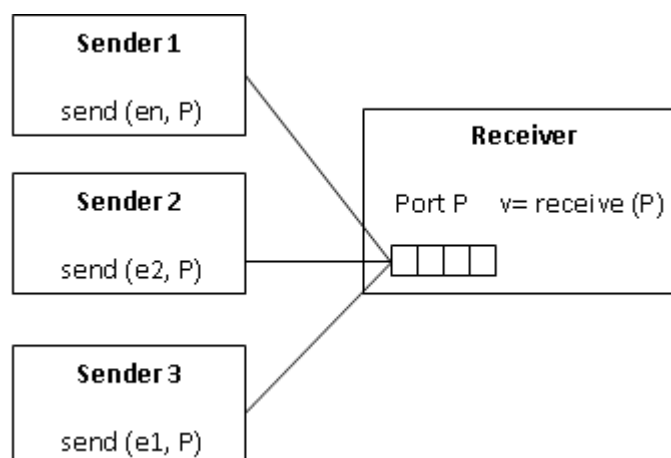 Sender 1
send (en, P)
Sender 2
send (e2, P)
Sender 3
send (e1, P)
Receiver
Port P v= receive (P)